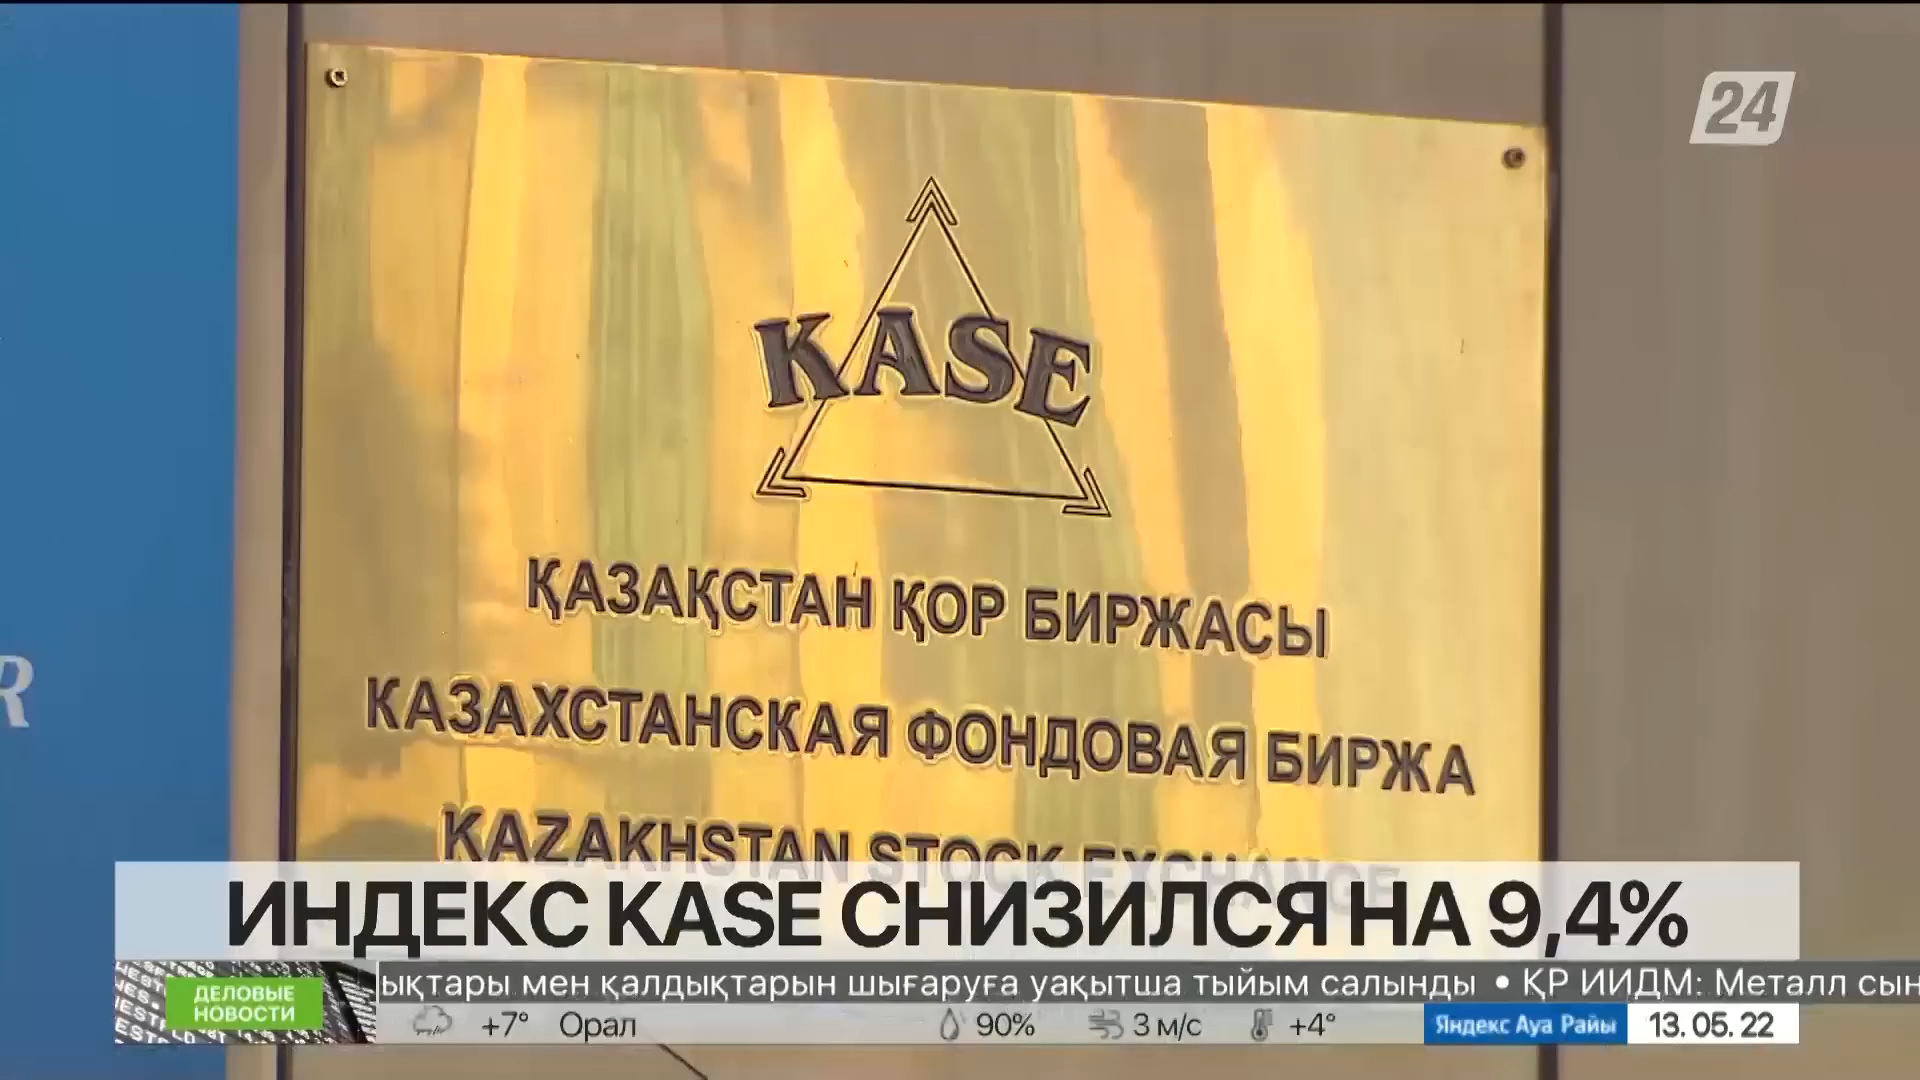 24
KASE
ҚАЗАҚСТАН ҚОР БИРЖАСЫ
КАЗАХСТАНСКАЯ ФОНДОВАЯ БИРЖА
KAZAKHSTAN STOCK EXCHANGE
R
ИНДЕКС KASE СНИЗИЛСЯ НА 9,4%
ДЕЛОВЫЕ
НОВОСТИ
ықтары мен қалдықтарын шығаруға уақытша тыйым салынды • ҚР ИИДМ: Металл сын
+7° Орал 90% 3 м/с +4° Яндекс Ауа Райы 13.05.22